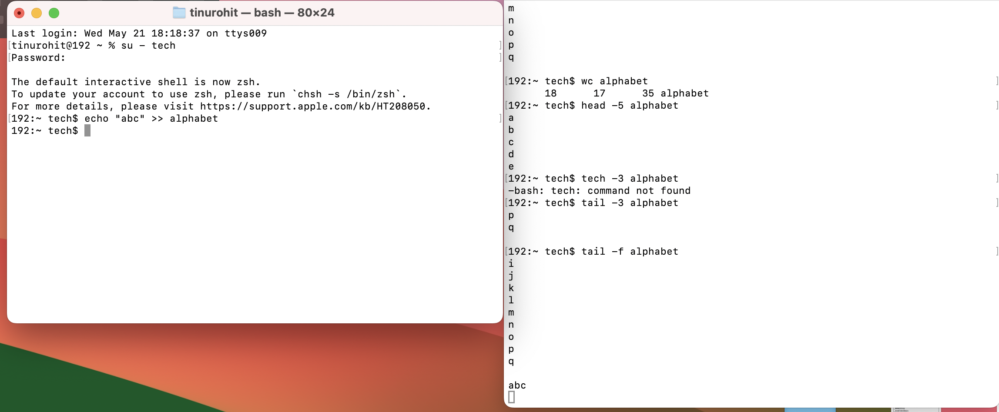 tinurohit — bash — 80×24
Last login: Wed May 21 18:18:37 on ttys009
[tinurohit@192 ~ % su - tech ]
[Password: ]
The default interactive shell is now zsh.
To update your account to use zsh, please run `chsh -s /bin/zsh`.
For more details, please visit https://support.apple.com/kb/HT208050.
[192:~ tech$ echo "abc" >> alphabet ]
192:~ tech$
m
n
o
p
q
[192:~ tech$ wc alphabet ]
18 17 35 alphabet
[192:~ tech$ head -5 alphabet ]
a
b
c
d
e
[192:~ tech$ tech -3 alphabet ]
-bash: tech: command not found
[192:~ tech$ tail -3 alphabet ]
p
q
[192:~ tech$ tail -f alphabet ]
i
j
k
l
m
n
o
p
q
abc